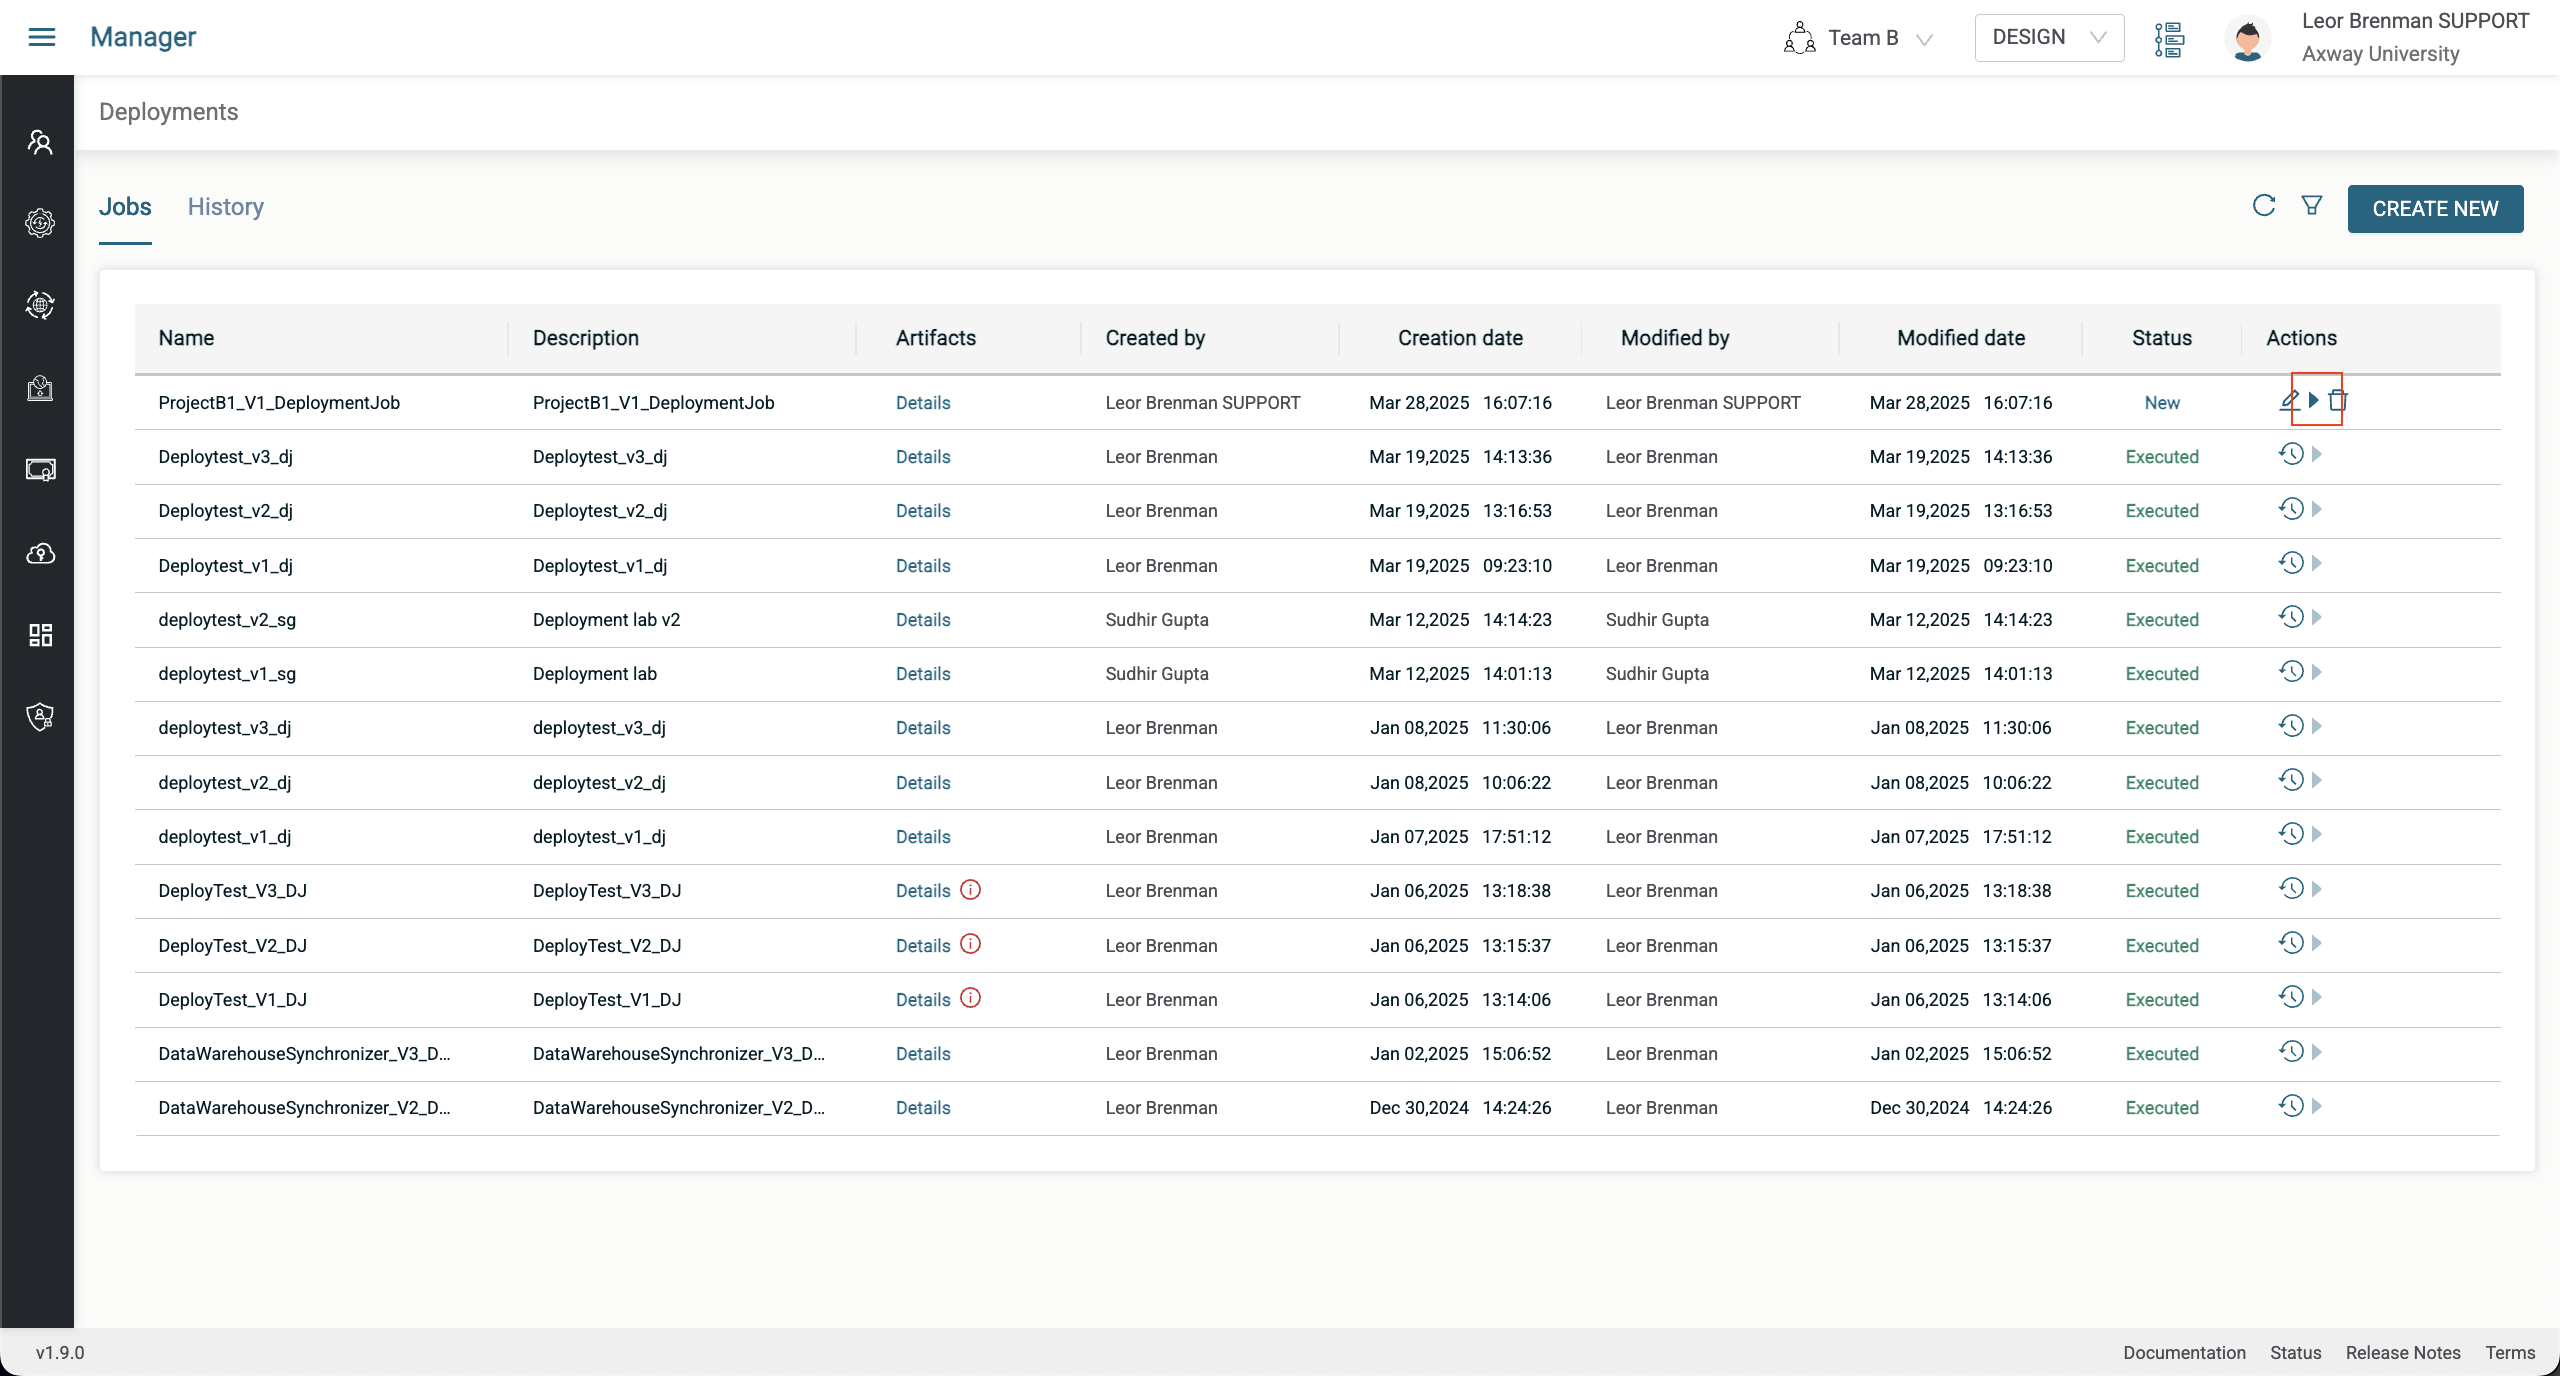 Manager
Team B
DESIGN
Leor Brenman SUPPORT
Axway University
Deployments
Jobs History
CREATE NEW
Name Description Artifacts Created by Creation date Modified by Modified date Status Actions
ProjectB1_V1_DeploymentJob ProjectB1_V1_DeploymentJob Details Leor Brenman SUPPORT Mar 28,2025 16:07:16 Leor Brenman SUPPORT Mar 28,2025 16:07:16 New
Deploytest_v3_dj Deploytest_v3_dj Details Leor Brenman Mar 19,2025 14:13:36 Leor Brenman Mar 19,2025 14:13:36 Executed
Deploytest_v2_dj Deploytest_v2_dj Details Leor Brenman Mar 19,2025 13:16:53 Leor Brenman Mar 19,2025 13:16:53 Executed
Deploytest_v1_dj Deploytest_v1_dj Details Leor Brenman Mar 19,2025 09:23:10 Leor Brenman Mar 19,2025 09:23:10 Executed
deploytest_v2_sg Deployment lab v2 Details Sudhir Gupta Mar 12,2025 14:14:23 Sudhir Gupta Mar 12,2025 14:14:23 Executed
deploytest_v1_sg Deployment lab Details Sudhir Gupta Mar 12,2025 14:01:13 Sudhir Gupta Mar 12,2025 14:01:13 Executed
deploytest_v3_dj deploytest_v3_dj Details Leor Brenman Jan 08,2025 11:30:06 Leor Brenman Jan 08,2025 11:30:06 Executed
deploytest_v2_dj deploytest_v2_dj Details Leor Brenman Jan 08,2025 10:06:22 Leor Brenman Jan 08,2025 10:06:22 Executed
deploytest_v1_dj deploytest_v1_dj Details Leor Brenman Jan 07,2025 17:51:12 Leor Brenman Jan 07,2025 17:51:12 Executed
DeployTest_V3_DJ DeployTest_V3_DJ Details Leor Brenman Jan 06,2025 13:18:38 Leor Brenman Jan 06,2025 13:18:38 Executed
DeployTest_V2_DJ DeployTest_V2_DJ Details Leor Brenman Jan 06,2025 13:15:37 Leor Brenman Jan 06,2025 13:15:37 Executed
DeployTest_V1_DJ DeployTest_V1_DJ Details Leor Brenman Jan 06,2025 13:14:06 Leor Brenman Jan 06,2025 13:14:06 Executed
DataWarehouseSynchronizer_V3_D... DataWarehouseSynchronizer_V3_D... Details Leor Brenman Jan 02,2025 15:06:52 Leor Brenman Jan 02,2025 15:06:52 Executed
DataWarehouseSynchronizer_V2_D... DataWarehouseSynchronizer_V2_D... Details Leor Brenman Dec 30,2024 14:24:26 Leor Brenman Dec 30,2024 14:24:26 Executed
v1.9.0 Documentation Status Release Notes Terms